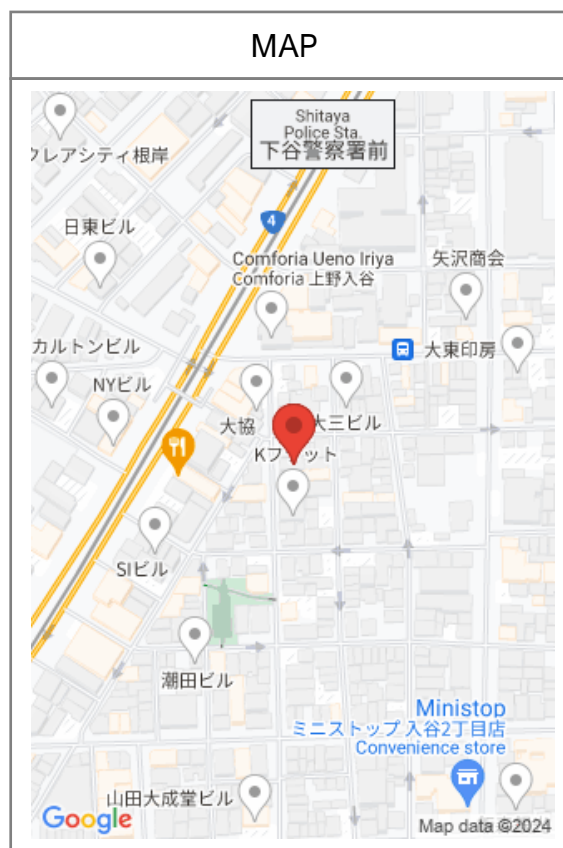 MAP
Shitaya
Police Sta.
下谷警察署前
クレアシティ根岸
日東ビル
4
Comforia Ueno Iriya
Comforia 上野入谷
矢沢商会
カルトンビル
大東印房
NYビル
大協
大三ビル
Kフラット
SIビル
潮田ビル
Ministop
ミニストップ 入谷2丁目店
Convenience store
山田大成堂ビル
Google
Map data ©2024